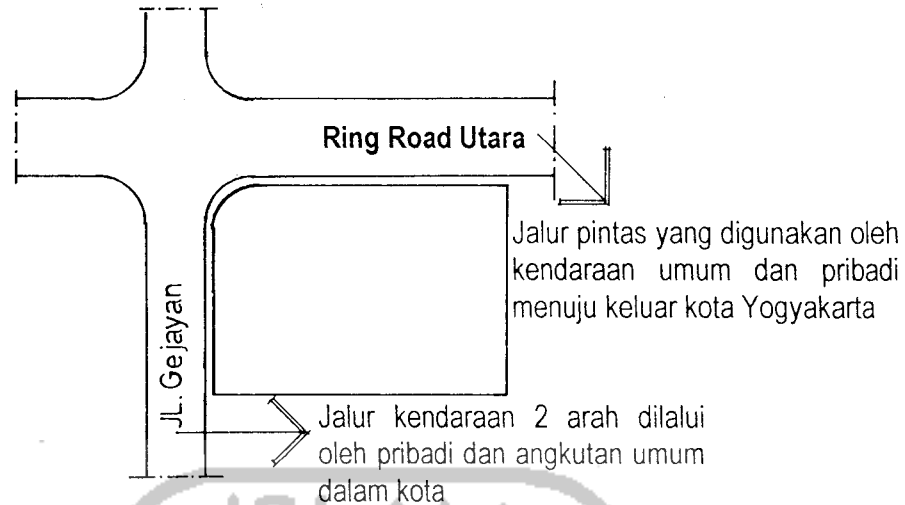 Ring Road Utara
Jalur pintas yang digunakan oleh
kendaraan umum dan pribadi
menuju keluar kota Yogyakarta
JL. Gejayan
Jalur kendaraan 2 arah dilalui
oleh pribadi dan angkutan umum
dalam kota